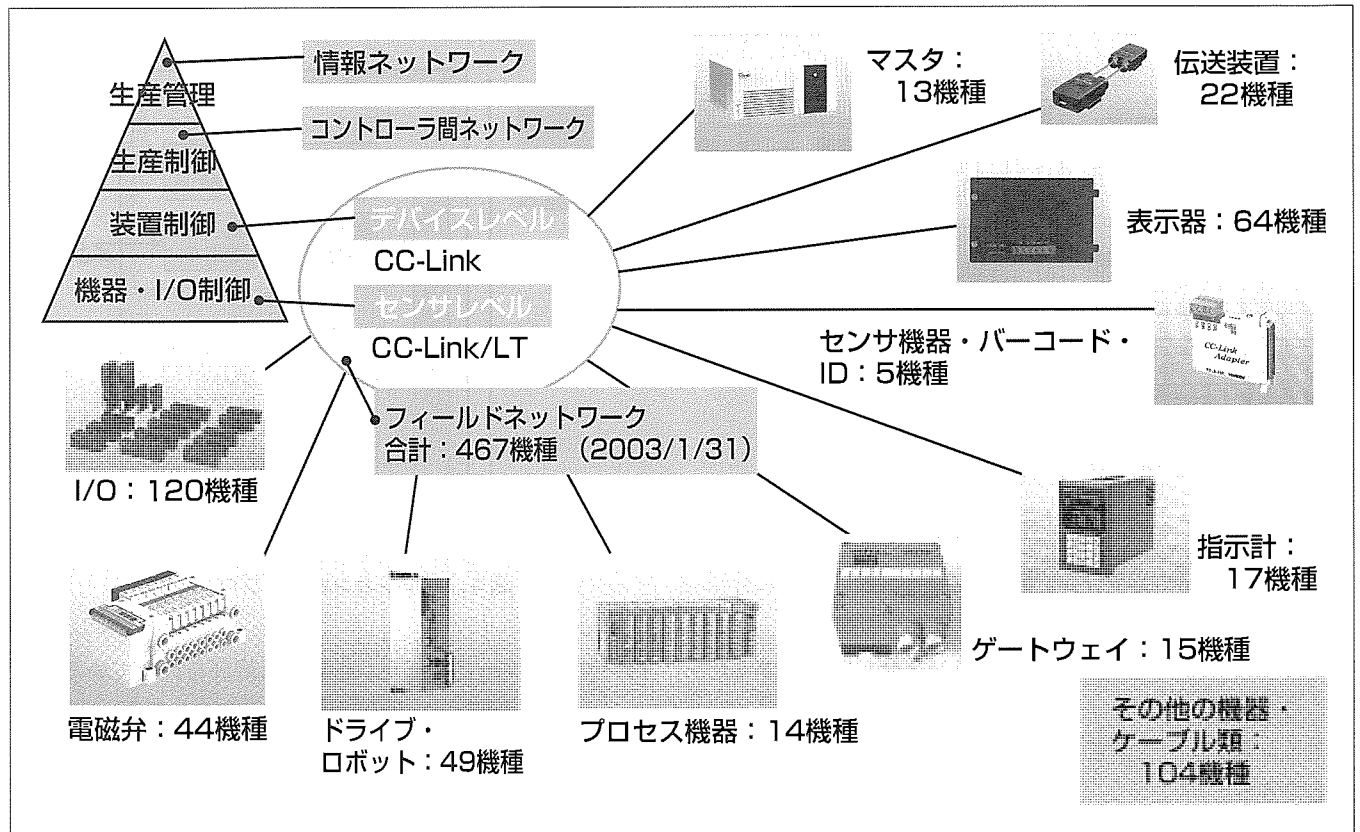 情報ネットワーク
生産管理
コントローラ間ネットワーク
生産制御
装置制御
機器・I/O制御
デバイスレベル
CC-Link
センサレベル
CC-Link/LT
フィールドネットワーク
合計：467機種 （2003/1/31）
マスタ：
13機種
伝送装置：
22機種
表示器：64機種
センサ機器・バーコード・
ID：5機種
CC-Link
Adapter
指示計：
17機種
ゲートウェイ：15機種
その他の機器・
ケーブル類：
104機種
I/O：120機種
電磁弁：44機種
ドライブ・
ロボット：49機種
プロセス機器：14機種